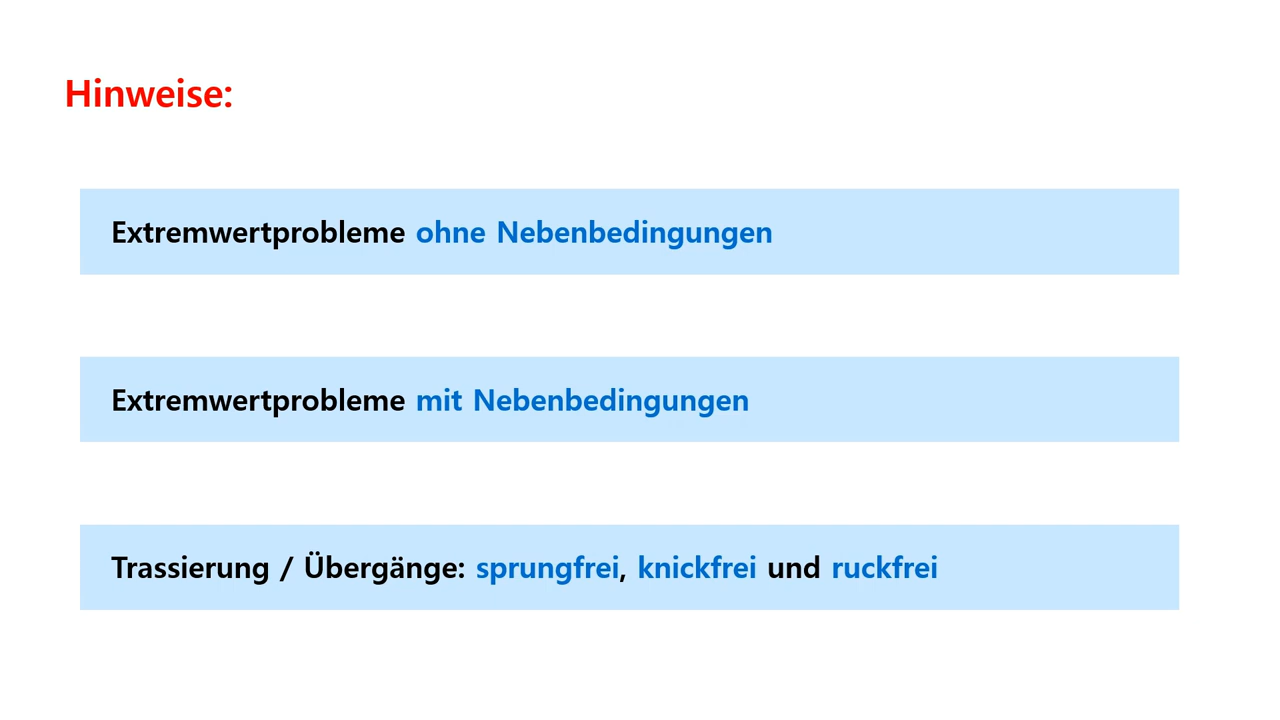 Hinweise:
Extremwertprobleme ohne Nebenbedingungen
Extremwertprobleme mit Nebenbedingungen
Trassierung / Übergänge: sprungfrei, knickfrei und ruckfrei